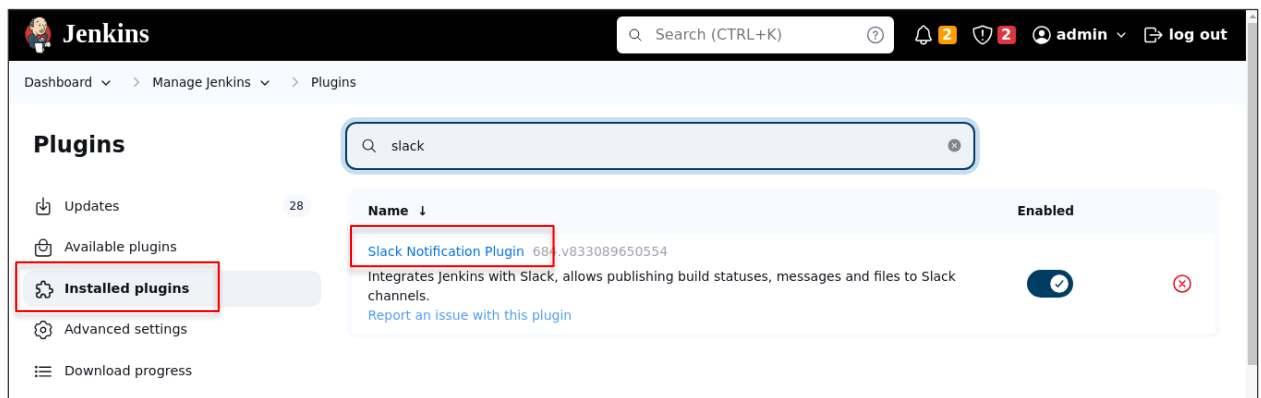 Jenkins
Search (CTRL+K)
2
2
admin
log out
Dashboard
Manage Jenkins
Plugins
Plugins
slack
Updates 28
Available plugins
Installed plugins
Advanced settings
Download progress
Name ↓ Enabled
Slack Notification Plugin 684.v833089650554
Integrates Jenkins with Slack, allows publishing build statuses, messages and files to Slack
channels.
Report an issue with this plugin